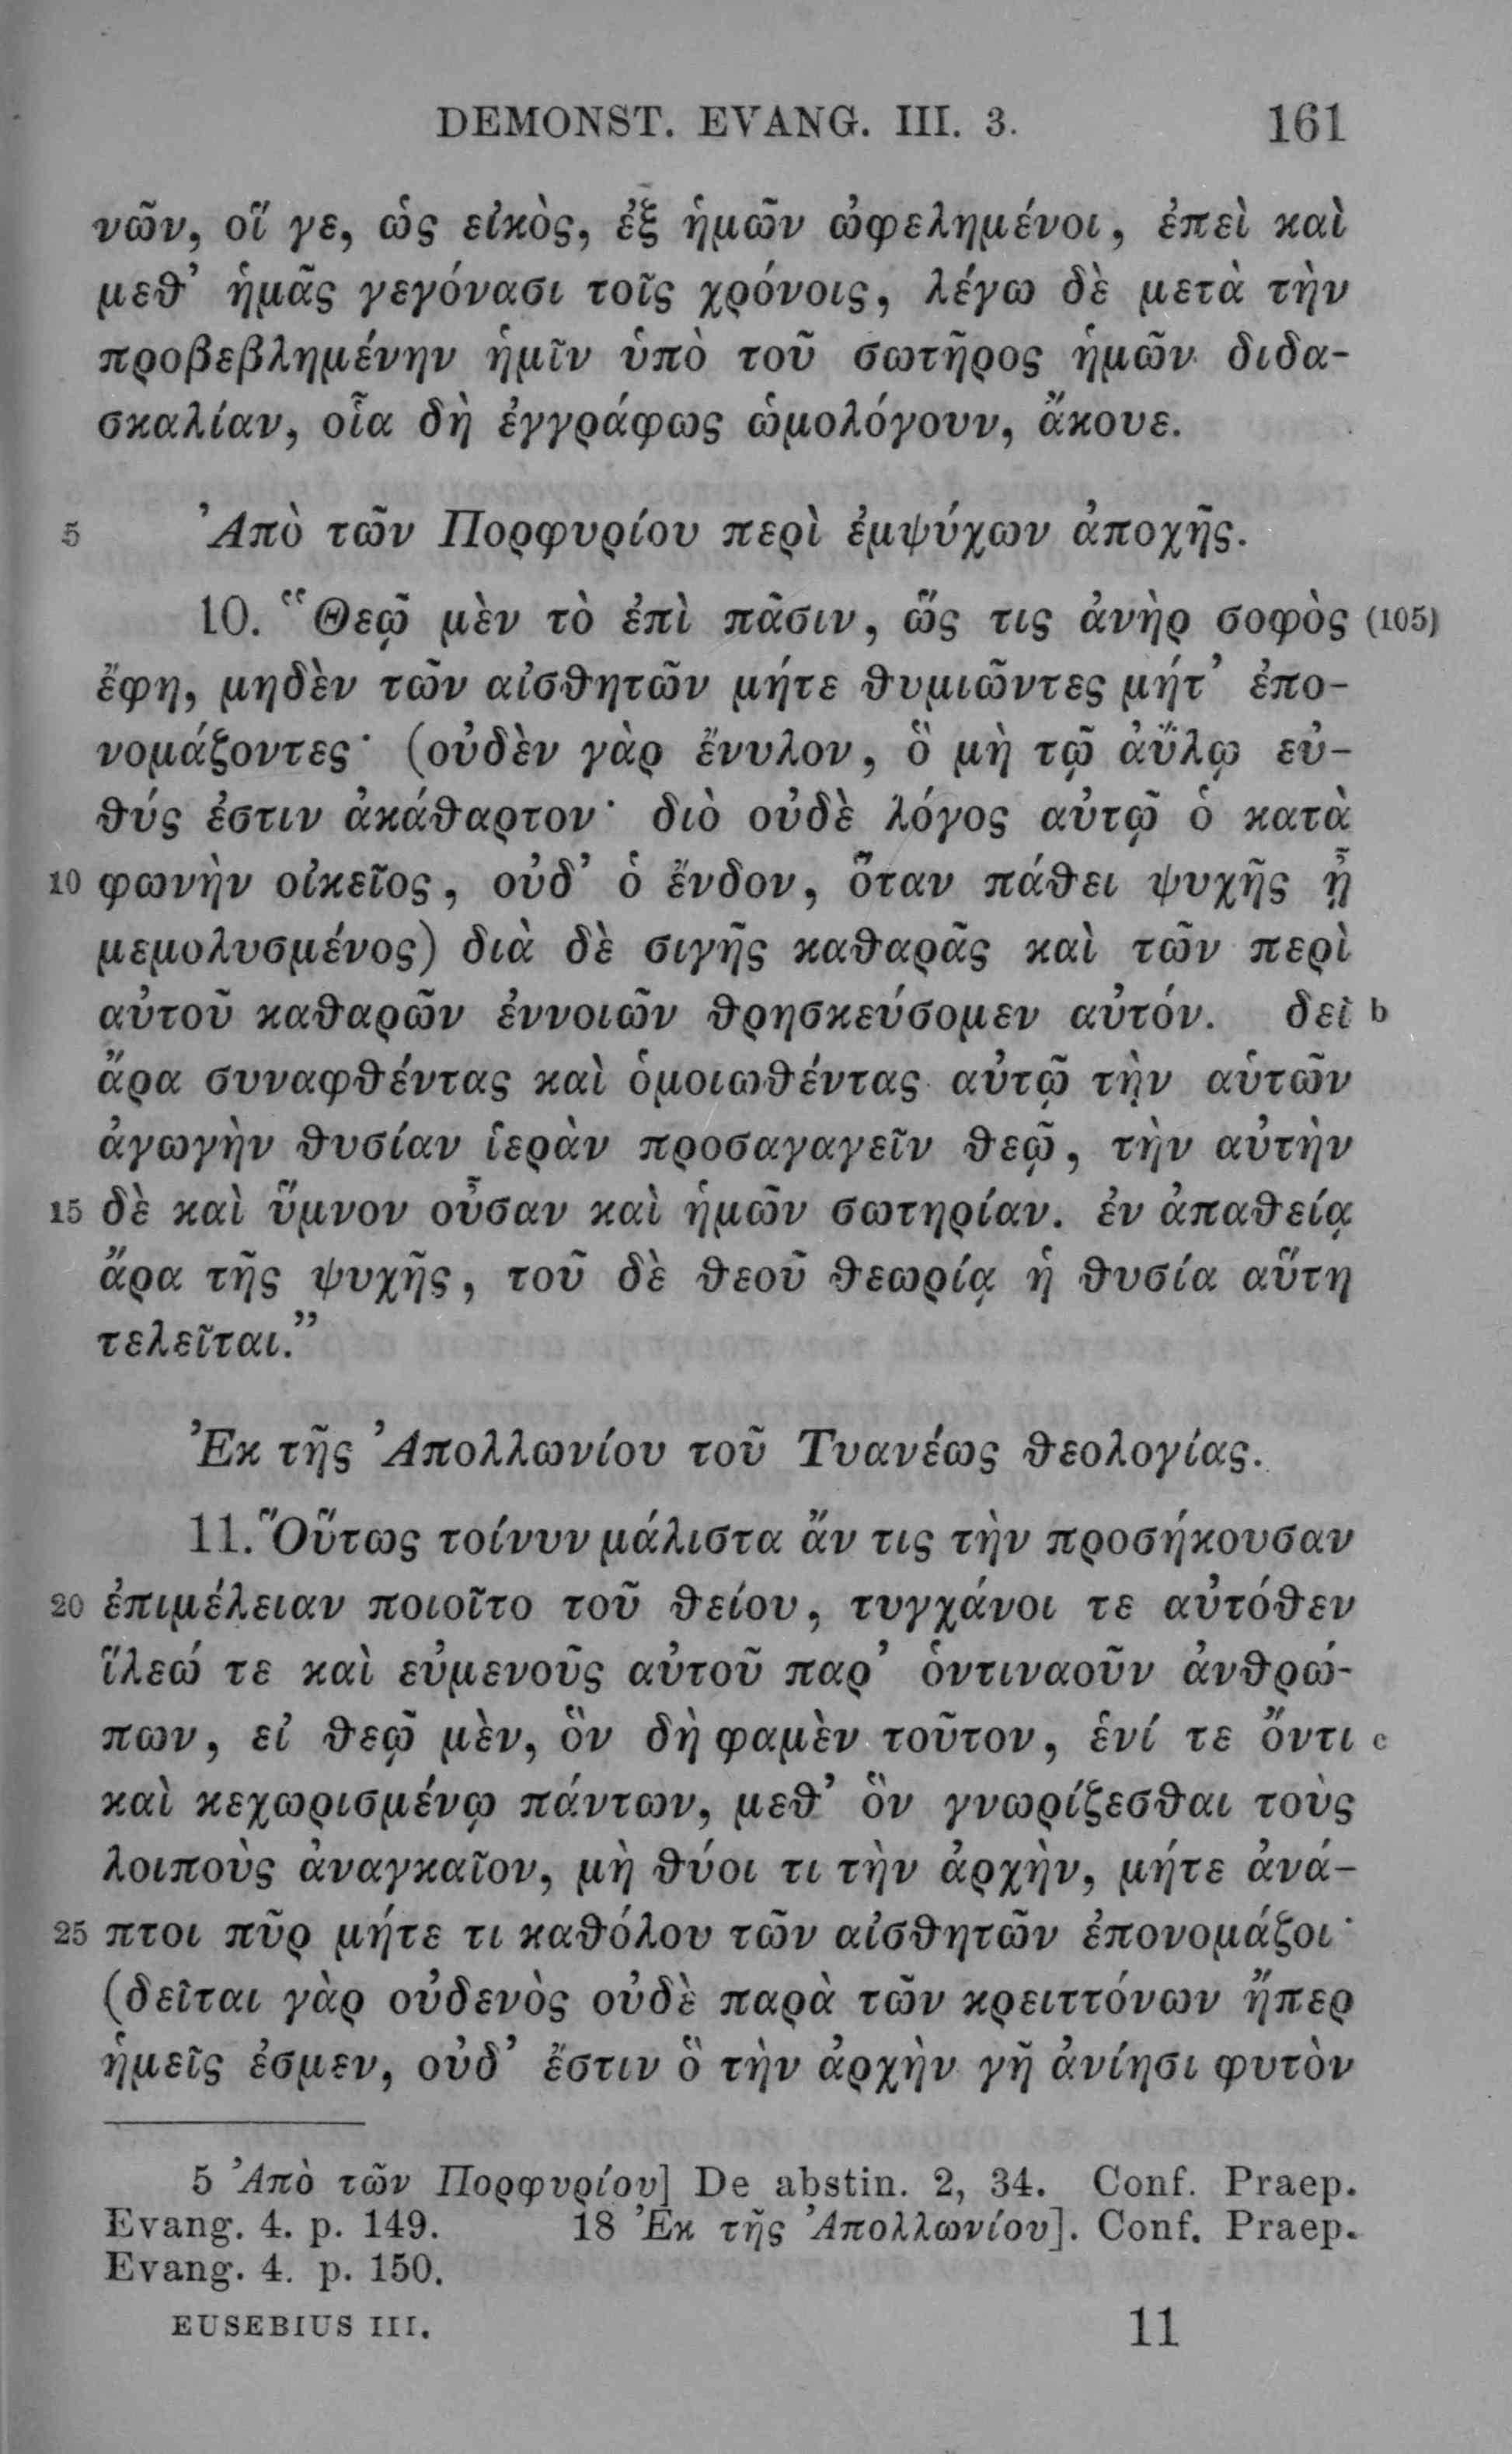 DEMONST. EVANG. III. 3. 161
νῶν, οἵ γε, ὡς εἰκὸς, ἐξ ἡμῶν ὠφελημένοι, ἐπεὶ καὶ
μεθ’ ἡμᾶς γεγόνασι τοῖς χρόνοις, λέγω δὲ μετὰ τὴν
προβεβλημένην ἡμῖν ὑπὸ τοῦ σωτῆρος ἡμῶν διδα-
σκαλίαν, οἷα δὴ ἐγγράφως ὡμολόγουν, ἄκουε.
5 Ἀπὸ τῶν Πορφυρίου περὶ ἐμψύχων ἀποχῆς.
10. “Θεῷ μὲν τὸ ἐπὶ πᾶσιν, ὥς τις ἀνὴρ σοφὸς (105)
ἔφη, μηδὲν τῶν αἰσθητῶν μήτε θυμιῶντες μήτ’ ἐπο-
νομάζοντες· (οὐδὲν γὰρ ἔνυλον, ὃ μὴ τῷ ἀΰλῳ εὐ-
θύς ἐστιν ἀκάθαρτον· διὸ οὐδὲ λόγος αὐτῷ ὁ κατὰ
10 φωνὴν οἰκεῖος, οὐδ’ ὁ ἔνδον, ὅταν πάθει ψυχῆς ᾖ
μεμολυσμένος) διὰ δὲ σιγῆς καθαρᾶς καὶ τῶν περὶ
αὐτοῦ καθαρῶν ἐννοιῶν θρησκεύσομεν αὐτόν. δεῖ b
ἄρα συναφθέντας καὶ ὁμοιωθέντας αὐτῷ τὴν αὑτῶν
ἀγωγὴν θυσίαν ἱερὰν προσαγαγεῖν θεῷ, τὴν αὐτὴν
15 δὲ καὶ ὕμνον οὖσαν καὶ ἡμῶν σωτηρίαν. ἐν ἀπαθείᾳ
ἄρα τῆς ψυχῆς, τοῦ δὲ θεοῦ θεωρίᾳ ἡ θυσία αὕτη
τελεῖται.”
Ἐκ τῆς Ἀπολλωνίου τοῦ Τυανέως θεολογίας.
11. “Οὕτως τοίνυν μάλιστα ἄν τις τὴν προσήκουσαν
20 ἐπιμέλειαν ποιοῖτο τοῦ θείου, τυγχάνοι τε αὐτόθεν
ἵλεώ τε καὶ εὐμενοῦς αὐτοῦ παρ’ ὁντιναοῦν ἀνθρώ-
πων, εἰ θεῷ μὲν, ὃν δὴ φαμὲν τοῦτον, ἑνί τε ὄντι c
καὶ κεχωρισμένῳ πάντων, μεθ’ ὃν γνωρίζεσθαι τοὺς
λοιποὺς ἀναγκαῖον, μὴ θύοι τι τὴν ἀρχὴν, μήτε ἀνά-
25 πτοι πῦρ μήτε τι καθόλου τῶν αἰσθητῶν ἐπονομάζοι·
(δεῖται γὰρ οὐδενὸς οὐδὲ παρὰ τῶν κρειττόνων ἤπερ
ἡμεῖς ἐσμεν, οὐδ’ ἔστιν ὃ τὴν ἀρχὴν γῆ ἀνίησι φυτὸν
5 Ἀπὸ τῶν Πορφυρίου] De abstin. 2, 34. Conf. Praep.
Evang. 4. p. 149. 18 Ἐκ τῆς Ἀπολλωνίου]. Conf. Praep.
Evang. 4. p. 150.
EUSEBIUS III. 11